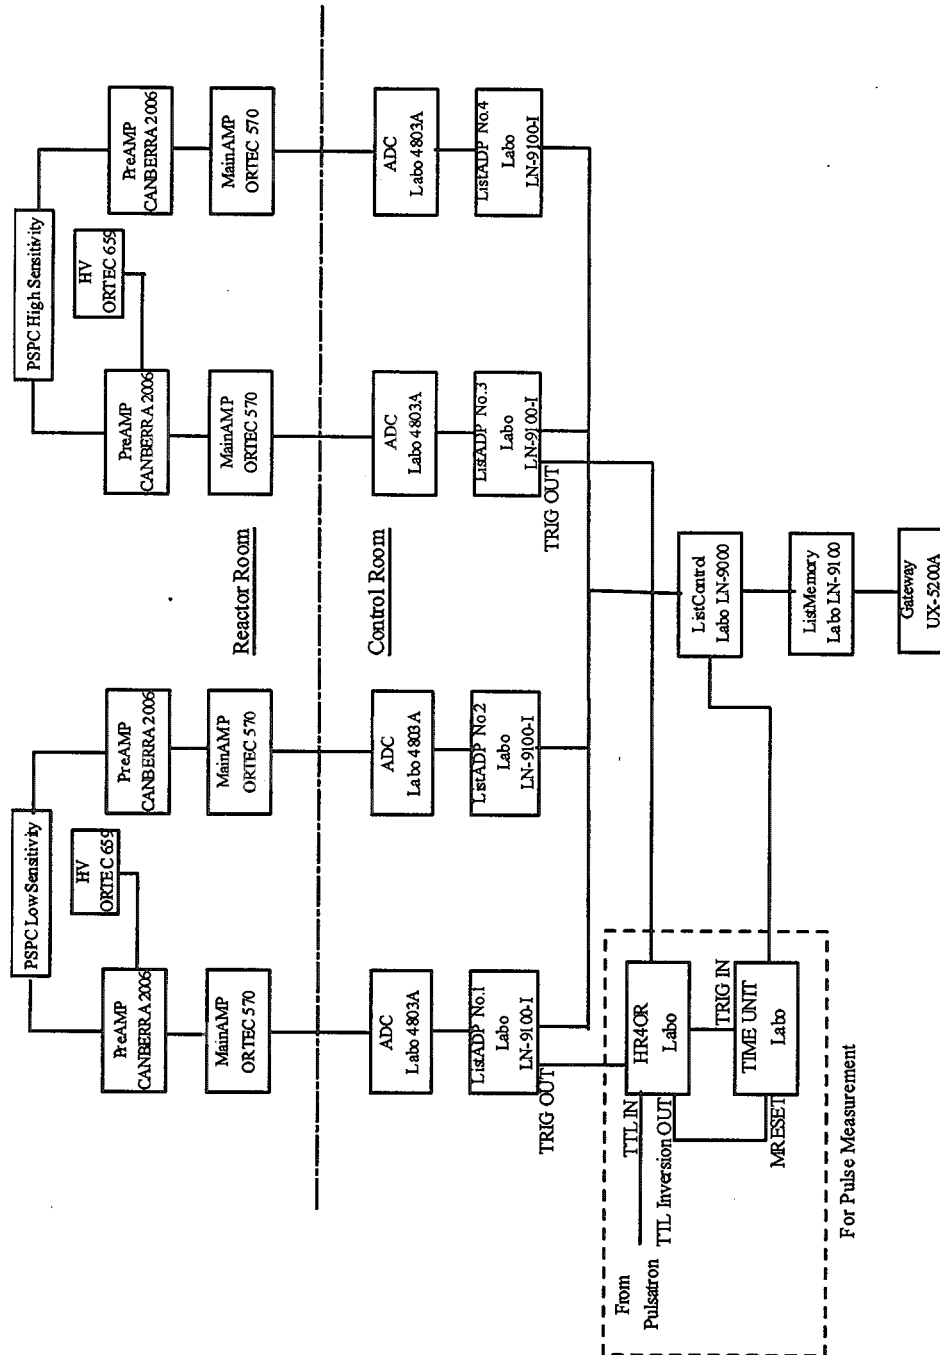 PSPC Low Sensitivity
PSPC High Sensitivity
HV
ORTEC 659
HV
ORTEC 659
PreAMP
CANBERRA 2006
PreAMP
CANBERRA 2006
PreAMP
CANBERRA 2006
PreAMP
CANBERRA 2006
MainAMP
ORTEC 570
MainAMP
ORTEC 570
MainAMP
ORTEC 570
MainAMP
ORTEC 570
Reactor Room
Control Room
ADC
Labo 4803A
ADC
Labo 4803A
ADC
Labo 4803A
ADC
Labo 4803A
ListADP No.1
Labo
LN-9100-I
ListADP No.2
Labo
LN-9100-I
ListADP No.3
Labo
LN-9100-I
ListADP No.4
Labo
LN-9100-I
TRIG OUT
TRIG OUT
From
Pulsatron
TTL IN
TTL Inversion OUT
HR4OR
Labo
TRIG IN
MRESET
TIME UNIT
Labo
ListControl
Labo LN-9000
ListMemory
Labo LN-9100
Gateway
UX-5200A
For Pulse Measurement